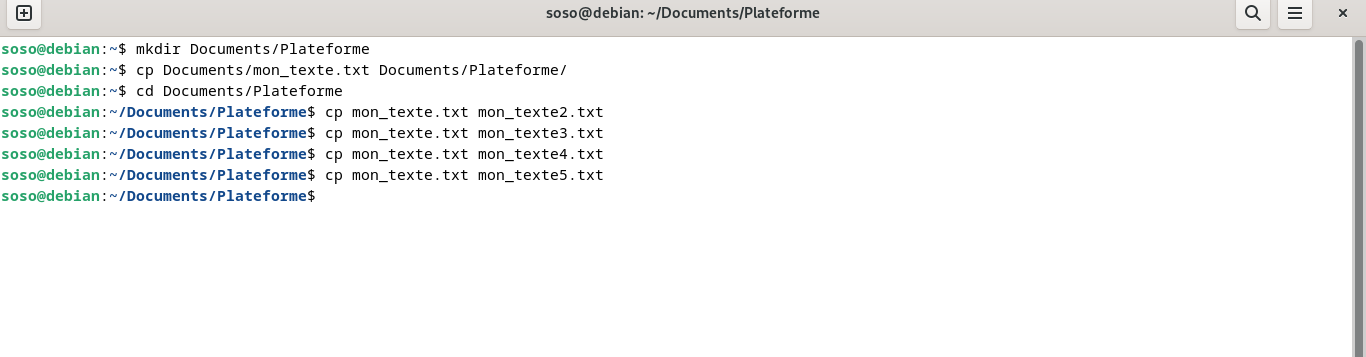 soso@debian: ~/Documents/Plateforme
soso@debian:~$ mkdir Documents/Plateforme
soso@debian:~$ cp Documents/mon_texte.txt Documents/Plateforme/
soso@debian:~$ cd Documents/Plateforme
soso@debian:~/Documents/Plateforme$ cp mon_texte.txt mon_texte2.txt
soso@debian:~/Documents/Plateforme$ cp mon_texte.txt mon_texte3.txt
soso@debian:~/Documents/Plateforme$ cp mon_texte.txt mon_texte4.txt
soso@debian:~/Documents/Plateforme$ cp mon_texte.txt mon_texte5.txt
soso@debian:~/Documents/Plateforme$